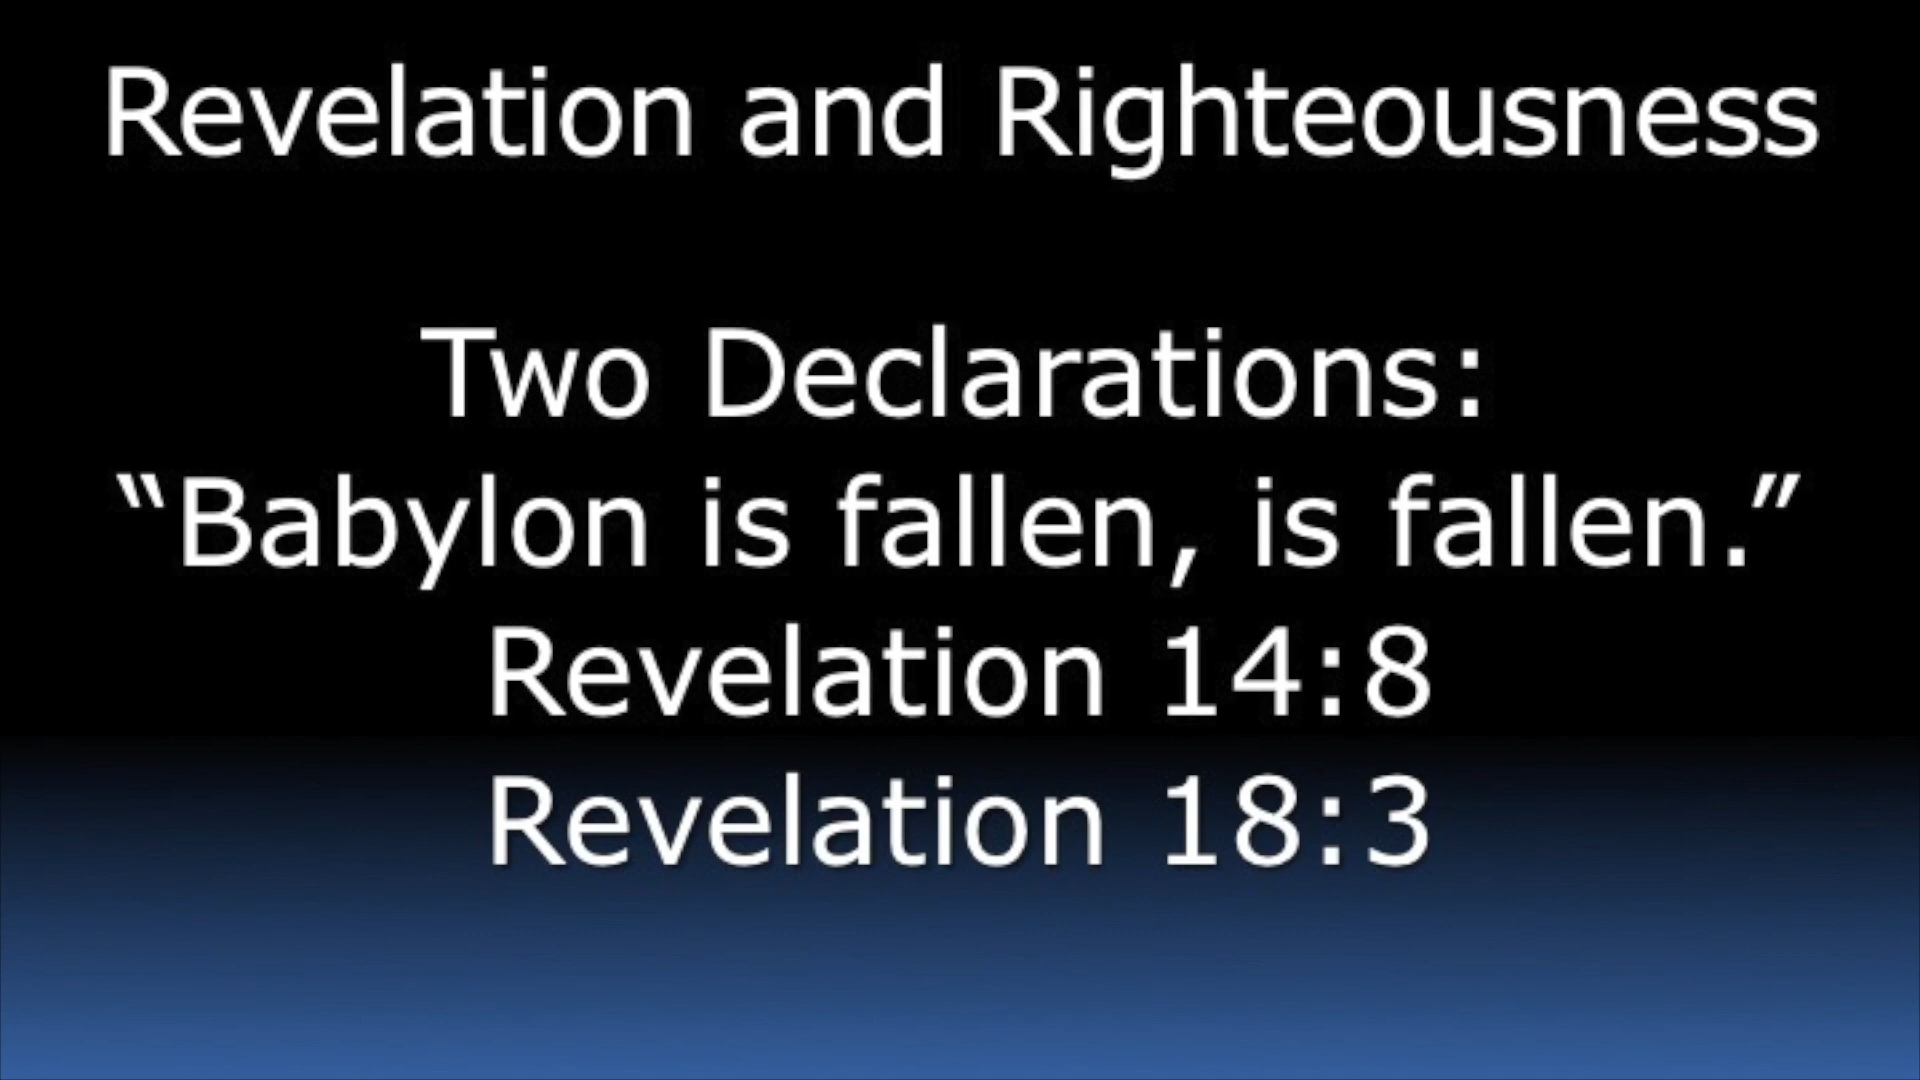 Revelation and Righteousness
Two Declarations:
“Babylon is fallen, is fallen.”
Revelation 14:8
Revelation 18:3